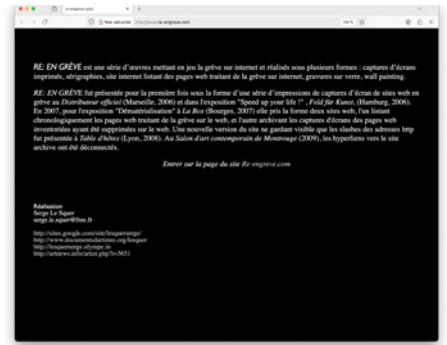 re-engreve.com
Non sécurisé http://www.re-engreve.com
RE: EN GRÈVE est une série d'œuvres mettant en jeu la grève sur internet et réalisés sous plusieurs formes : captures d'écrans
imprimés, sérigraphies, site internet listant des pages web traitant de la grève sur internet, gravures sur verre, wall painting.
RE: EN GRÈVE fut présentée pour la première fois sous la forme d'une série d'impressions de captures d'écran de sites web en
grève au Distributeur officiel (Marseille, 2006) et dans l'exposition "Speed up your life !" , Feld für Kunst, (Hamburg, 2006).
En 2007, pour l'exposition "Dématérialisation" à La Box (Bourges, 2007) elle pris la forme deux sites web, l'un listant
chronologiquement les pages web traitant de la grève sur le web, et l'autre archivant les captures d'écrans des pages web
inventoriées ayant été supprimées sur le web. Une nouvelle version du site ne gardant visible que les slashes des adresses http
fut présentée à Table d'hôtes (Lyon, 2008). Au Salon d'art contemporain de Montrouge (2009), les hyperliens vers le site
archive ont été déconnectés.
Entrer sur la page du site Re-engreve.com
Réalisation
Serge Le Squer
serge.le.squer@free.fr
http://sites.google.com/site/lesquerserge/
http://www.documentsdartistes.org/lesquer
http://lesquerserge.olympe.in
http://artnews.info/artist.php?i=3651